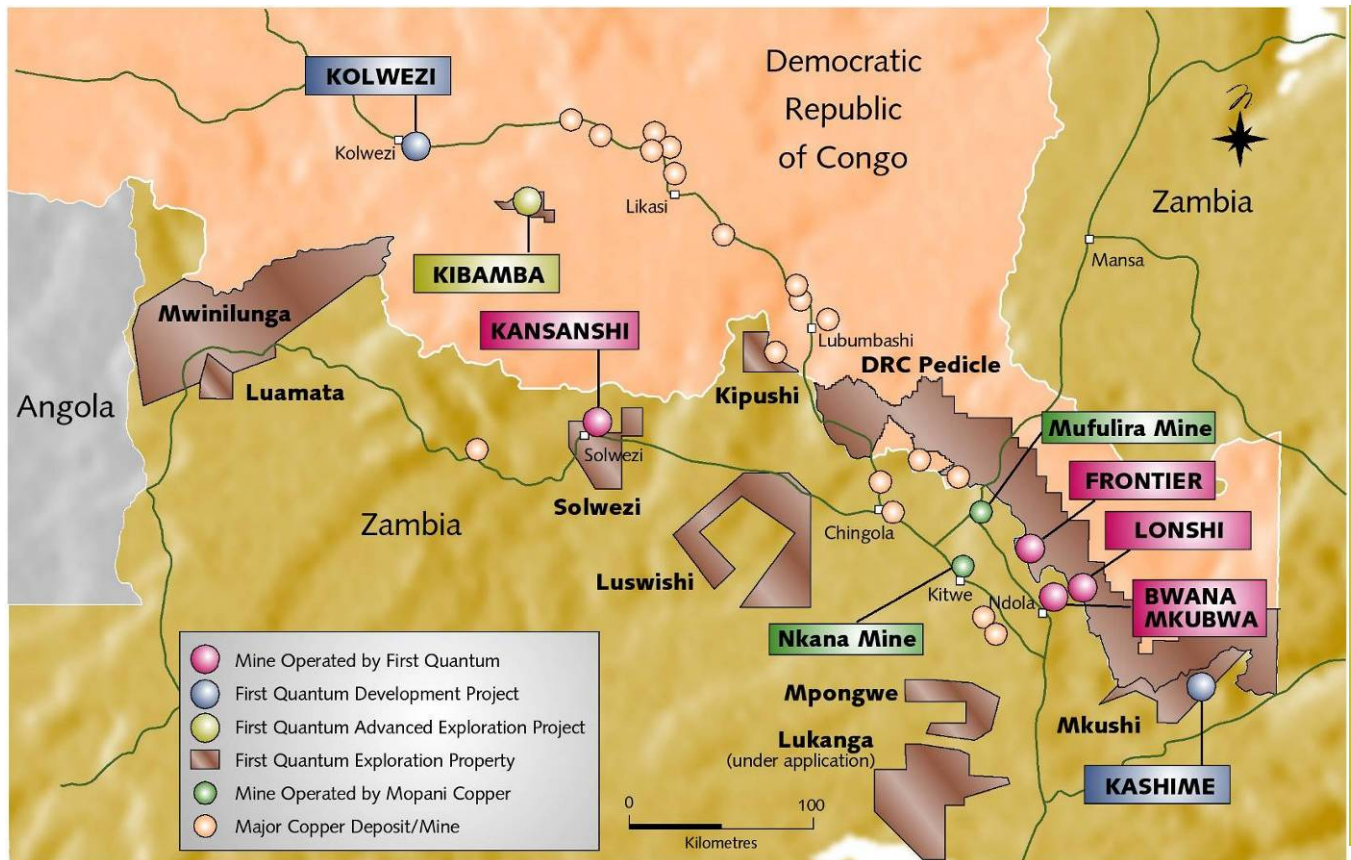 KOLWEZI
Kolwezi
Democratic
Republic
of Congo
n
Zambia
Likasi
Mansa
KIBAMBA
Mwinilunga
KANSANSHI
Lubumbashi
DRC Pedicle
Angola
Luamata
Kipushi
Mufulira Mine
Solwezi
Solwezi
FRONTIER
Zambia
Chingola
LONSHI
Luswishi
Kitwe
Ndola
BWANA
MKUBWA
Nkana Mine
Mpongwe
Mkushi
Lukanga
(under application)
KASHIME
Mine Operated by First Quantum
First Quantum Development Project
First Quantum Advanced Exploration Project
First Quantum Exploration Property
Mine Operated by Mopani Copper
Major Copper Deposit/Mine
0 100
Kilometres